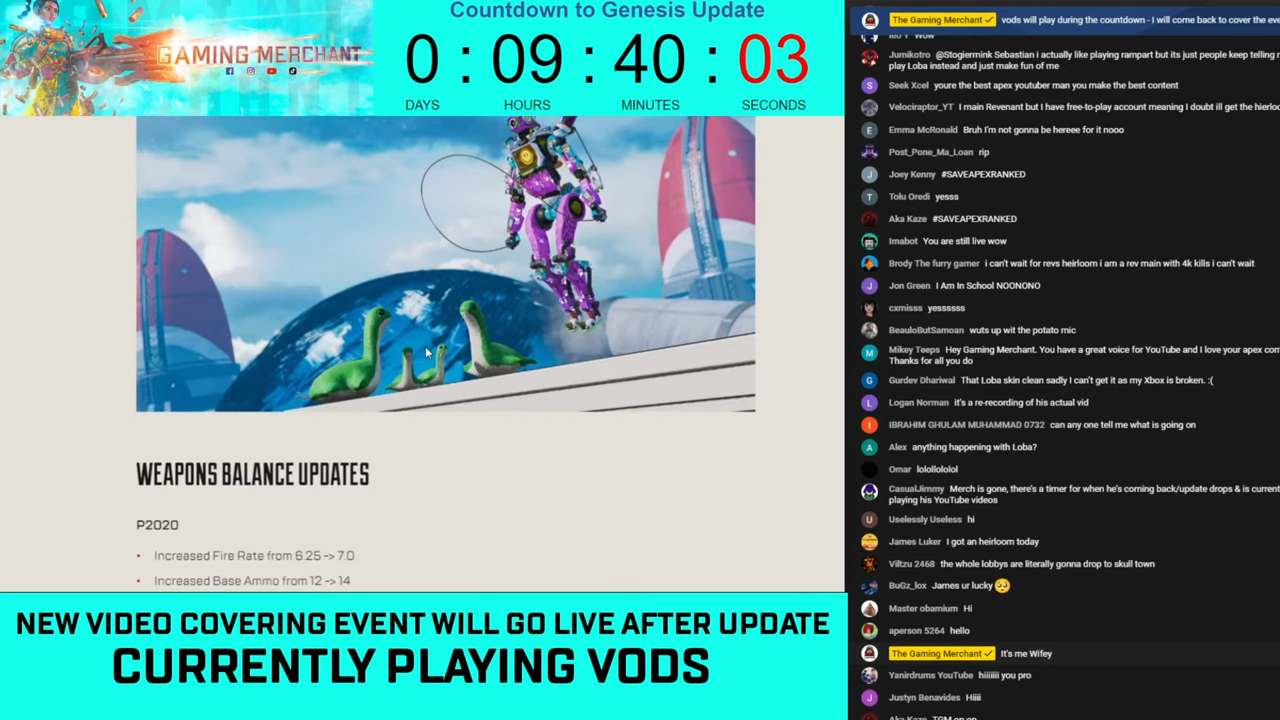 Countdown to Genesis Update
GAMING MERCHANT
0 : 09 : 40 : 03
DAYS HOURS MINUTES SECONDS
WEAPONS BALANCE UPDATES
P2020
• Increased Fire Rate from 6.25 -> 7.0
• Increased Base Ammo from 12 -> 14
NEW VIDEO COVERING EVENT WILL GO LIVE AFTER UPDATE
CURRENTLY PLAYING VODS
The Gaming Merchant ✓ vods will play during the countdown - I will come back to cover the eve
leo Y Wow
Jumikotro @Stogiermink Sebastian i actually like playing rampart but its just people keep telling
play Loba instead and just make fun of me
S Seek Xcel youre the best apex youtuber man you make the best content
Velociraptor_YT I main Revenant but I have free-to-play account meaning I doubt ill get the hierlo
E Emma McRonald Bruh I'm not gonna be hereee for it nooo
Post_Pone_Ma_Loan rip
J Joey Kenny #SAVEAPEXRANKED
T Tolu Oredi yesss
Aka Kaze #SAVEAPEXRANKED
Imabot You are still live wow
Brody The furry gamer i can't wait for revs heirloom i am a rev main with 4k kills i can't wait
J Jon Green I Am In School NOONONO
cxmisss yessssss
BeauloButSamoan wuts up wit the potato mic
M Mikey Teeps Hey Gaming Merchant. You have a great voice for YouTube and I love your apex con
Thanks for all you do
G Gurdev Dhariwal That Loba skin clean sadly I can't get it as my Xbox is broken. :(
L Logan Norman it's a re-recording of his actual vid
I IBRAHIM GHULAM MUHAMMAD 0732 can any one tell me what is going on
A Alex anything happening with Loba?
Omar lolollololol
CasualJimmy Merch is gone, there's a timer for when he's coming back/update drops & is current
playing his YouTube videos
U Uselessly Useless hi
James Luker I got an heirloom today
Viltzu 2468 the whole lobbys are literally gonna drop to skull town
BuGz_lox James ur lucky 🥺
Master obamium Hi
aperson 5264 hello
The Gaming Merchant ✓ It's me Wifey
Yanirdrums YouTube hiiiiiii you pro
J Justyn Benavides Hiiii
Aka Kaze TGM on on